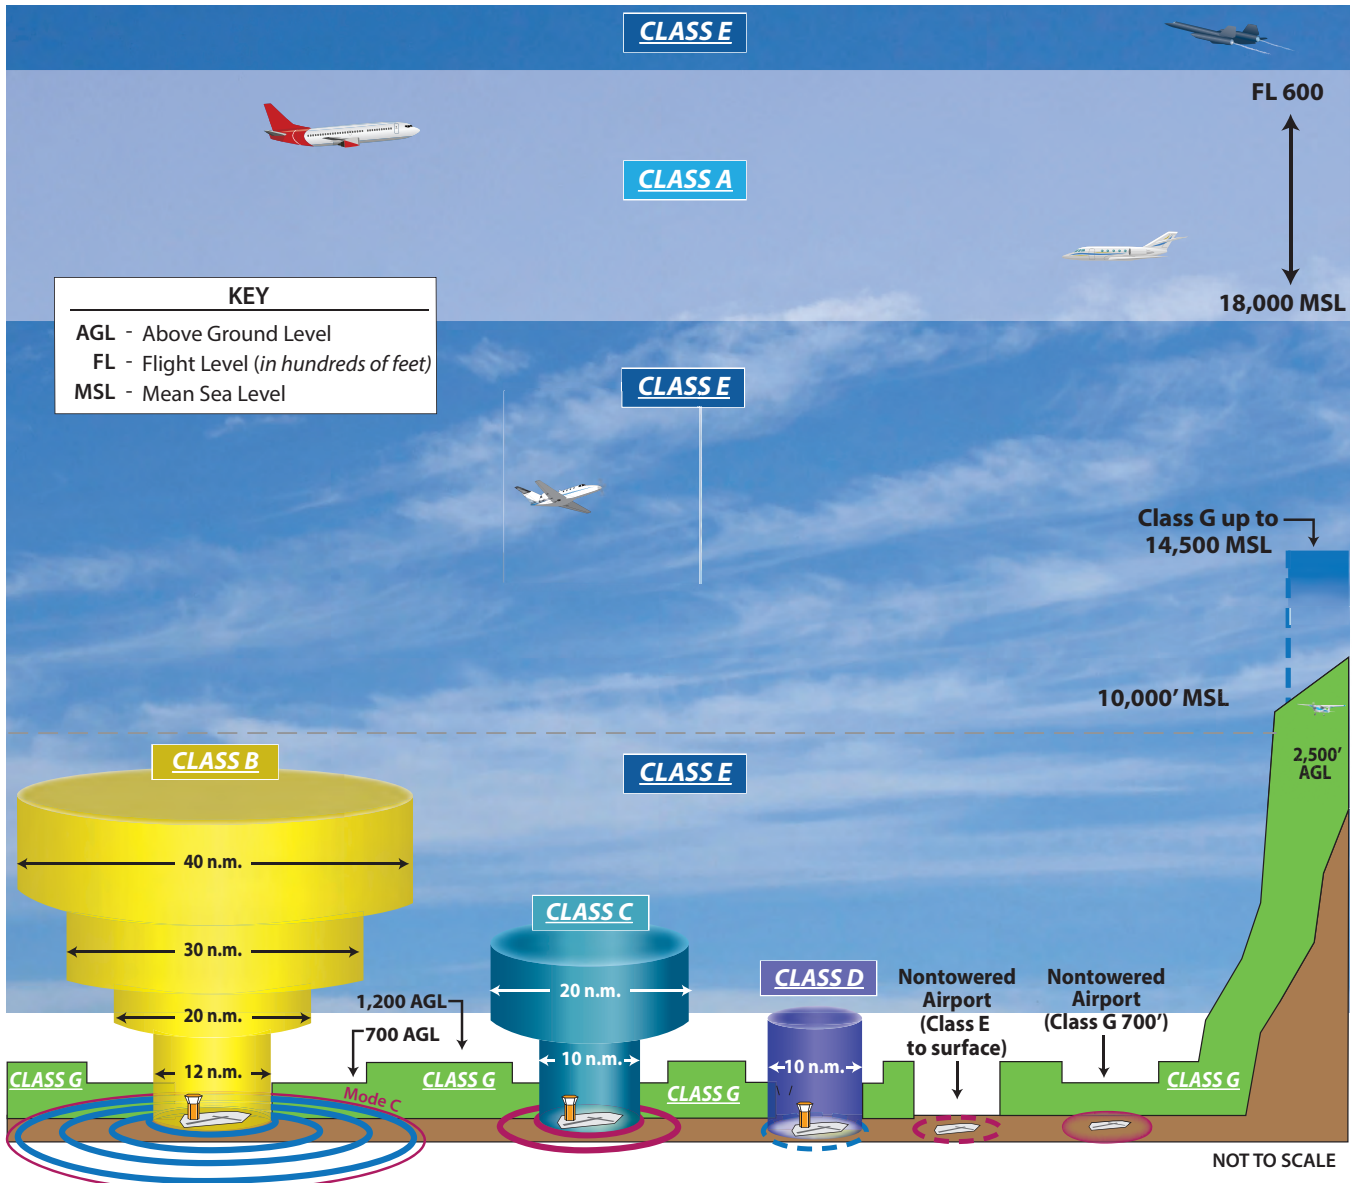 CLASS E
FL 600
CLASS A
18,000 MSL
KEY
AGL - Above Ground Level
FL - Flight Level (in hundreds of feet)
MSL - Mean Sea Level
CLASS E
Class G up to
14,500 MSL
10,000’ MSL
2,500’
AGL
CLASS B
CLASS E
40 n.m.
30 n.m.
20 n.m.
12 n.m.
CLASS C
20 n.m.
10 n.m.
CLASS D
10 n.m.
Nontowered
Airport
(Class E
to surface)
Nontowered
Airport
(Class G 700’)
1,200 AGL
700 AGL
CLASS G
CLASS G
CLASS G
CLASS G
Mode C
NOT TO SCALE